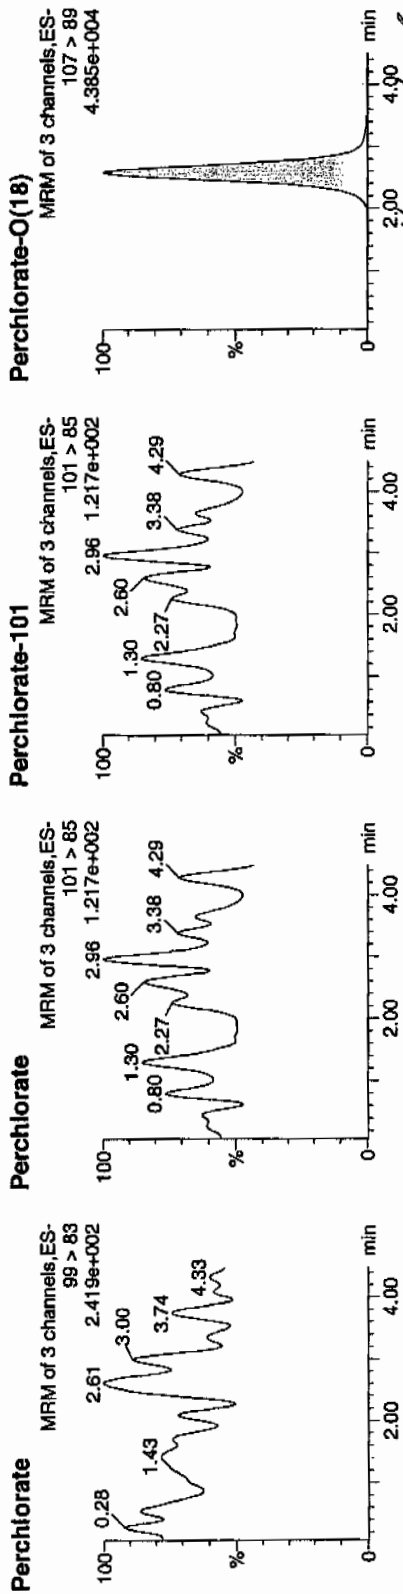 Perchlorate
MRM of 3 channels,ES-
99 > 83
2.419e+002
100
%
0
0.28
1.43
2.61
3.00
3.74
4.33
2.00
4.00
min
Perchlorate
MRM of 3 channels,ES-
101 > 85
1.217e+002
100
%
0
0.80
1.30
2.27
2.60
2.96
3.38
4.29
2.00
4.00
min
Perchlorate-101
MRM of 3 channels,ES-
101 > 85
1.217e+002
100
%
0
0.80
1.30
2.27
2.60
2.96
3.38
4.29
2.00
4.00
min
Perchlorate-O(18)
MRM of 3 channels,ES-
107 > 89
4.385e+004
100
%
0
2.00
4.00
min